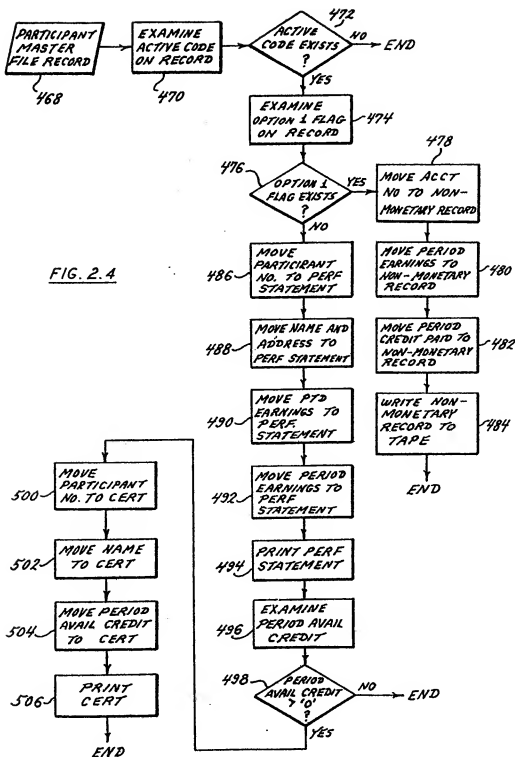 PARTICIPANT
MASTER
FILE RECORD
468
EXAMINE
ACTIVE CODE
ON RECORD
470
472
ACTIVE
CODE EXISTS
?
NO
END
YES
EXAMINE
OPTION 1 FLAG
ON RECORD
474
476
OPTION 1
FLAG EXISTS
?
YES
NO
478
MOVE ACCT
NO TO NON-
MONETARY RECORD
MOVE PERIOD
EARNINGS TO
NON-MONETARY
RECORD
480
MOVE PERIOD
CREDIT PAID TO
NON-MONETARY
RECORD
482
WRITE NON-
MONETARY
RECORD TO
TAPE
484
END
FIG. 2.4
486
MOVE
PARTICIPANT
NO. TO PERF
STATEMENT
488
MOVE NAME AND
ADDRESS TO
PERF STATEMENT
490
MOVE PTD
EARNINGS TO
PERF.
STATEMENT
492
MOVE PERIOD
EARNINGS TO
PERF
STATEMENT
494
PRINT PERF
STATEMENT
496
EXAMINE
PERIOD AVAIL
CREDIT
498
PERIOD
AVAIL CREDIT
> '0'
?
NO
END
YES
500
MOVE
PARTICIPANT
NO. TO CERT
502
MOVE NAME
TO CERT
504
MOVE PERIOD
AVAIL CREDIT
TO CERT
506
PRINT
CERT
END